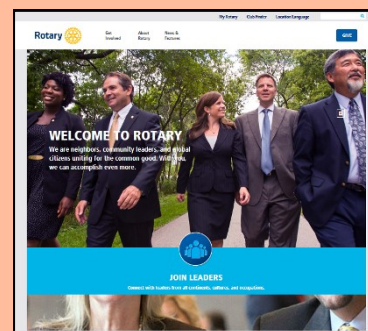 My Rotary Club Finder Location/Language
Rotary
Get Involved
About Rotary
News & Features
GIVE
WELCOME TO ROTARY
We are neighbors, community leaders, and global
citizens uniting for the common good. With you,
we can accomplish even more.
JOIN LEADERS
Connect with leaders from all continents, cultures, and occupations.